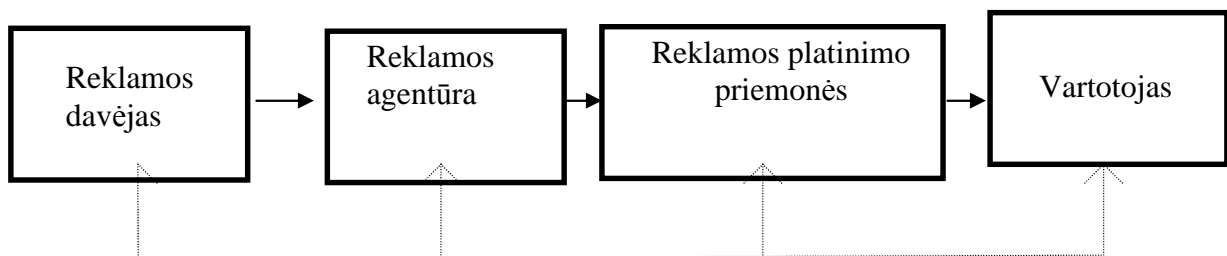 Reklamos
davėjas
Reklamos
agentūra
Reklamos platinimo
priemonės
Vartotojas